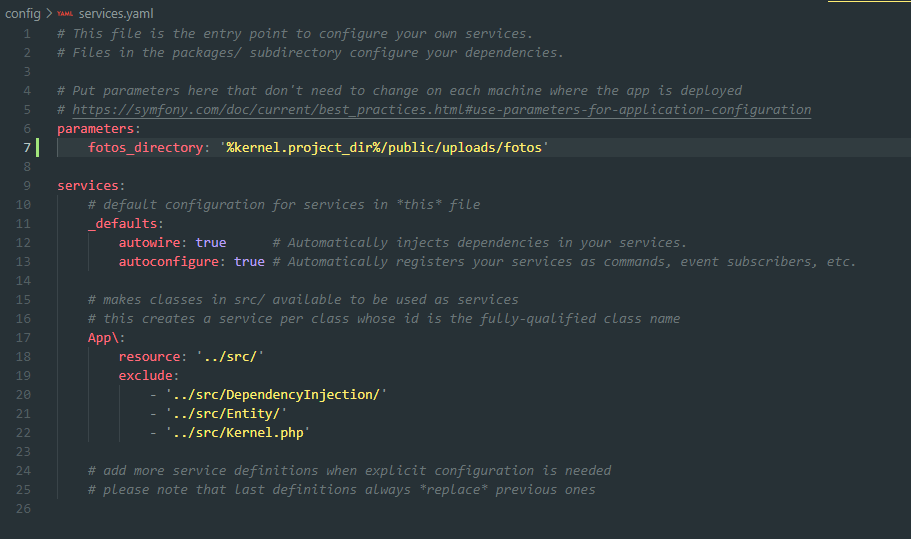 config > YAML services.yaml
1 # This file is the entry point to configure your own services.
2 # Files in the packages/ subdirectory configure your dependencies.
3
4 # Put parameters here that don't need to change on each machine where the app is deployed
5 # https://symfony.com/doc/current/best_practices.html#use-parameters-for-application-configuration
6 parameters:
7     fotos_directory: '%kernel.project_dir%/public/uploads/fotos'
8
9 services:
10     # default configuration for services in *this* file
11     _defaults:
12         autowire: true      # Automatically injects dependencies in your services.
13         autoconfigure: true # Automatically registers your services as commands, event subscribers, etc.
14
15     # makes classes in src/ available to be used as services
16     # this creates a service per class whose id is the fully-qualified class name
17     App\:
18         resource: '../src/'
19         exclude:
20             - '../src/DependencyInjection/'
21             - '../src/Entity/'
22             - '../src/Kernel.php'
23
24     # add more service definitions when explicit configuration is needed
25     # please note that last definitions always *replace* previous ones
26